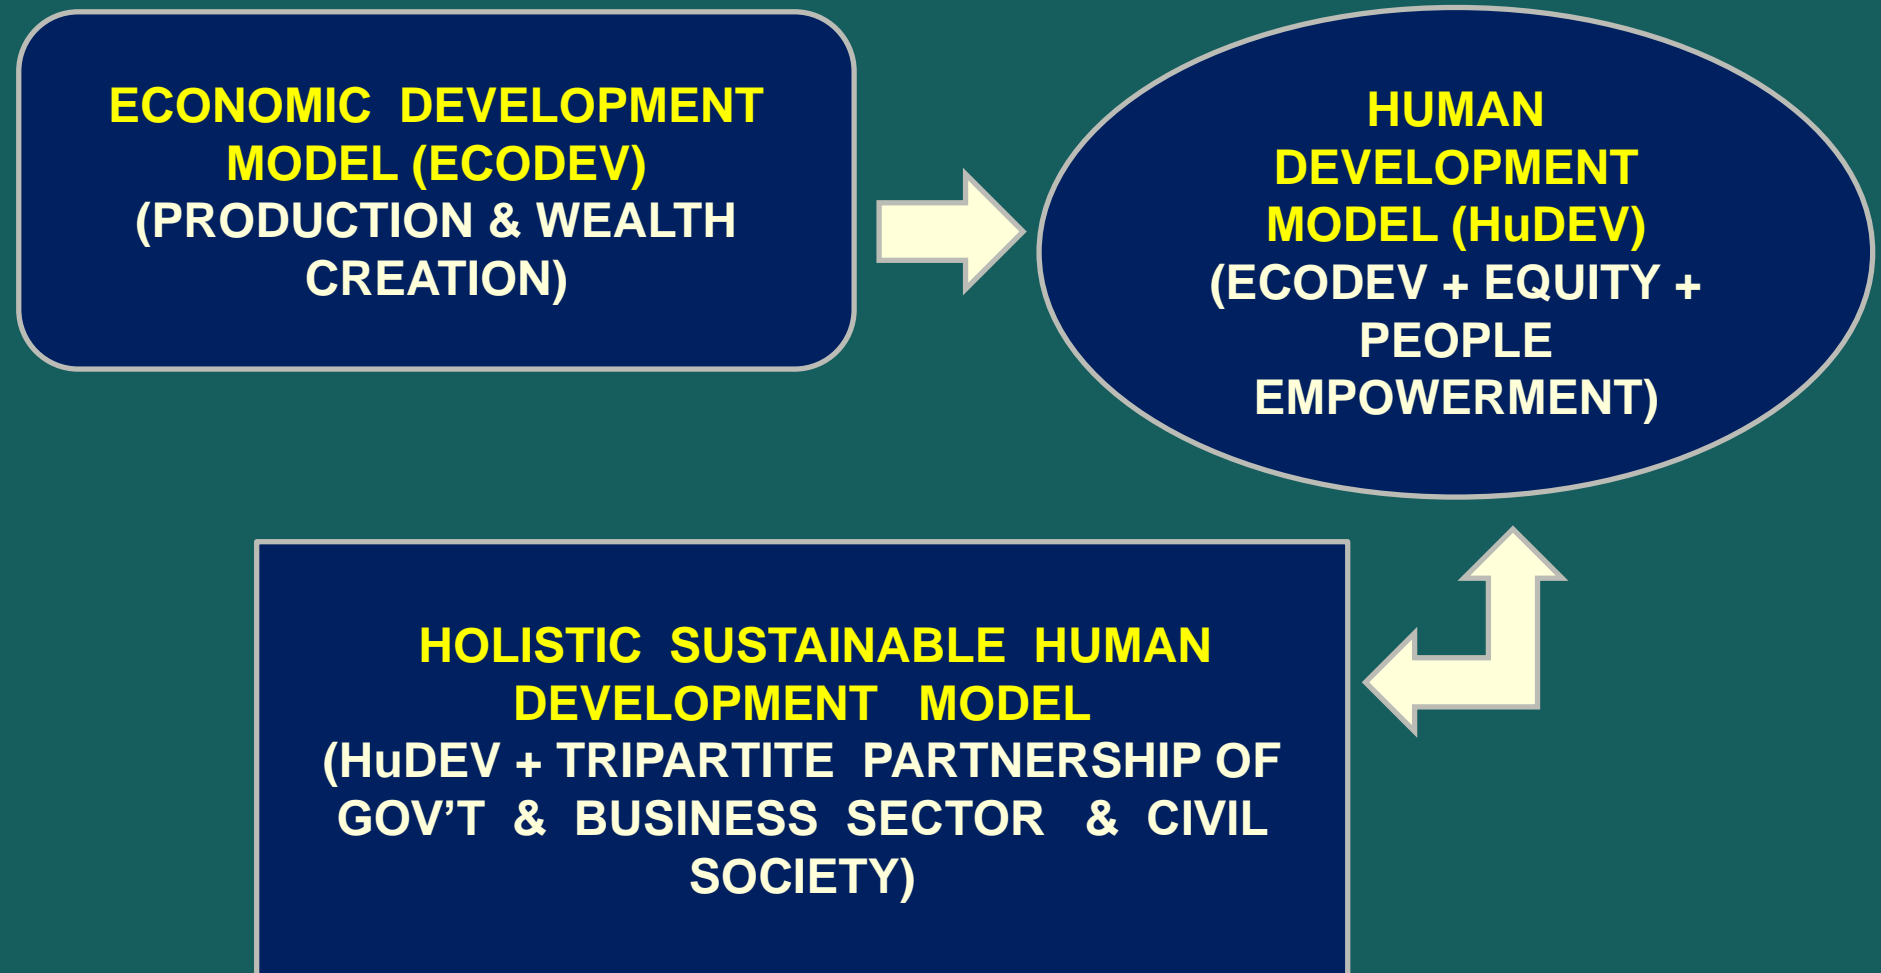 ECONOMIC DEVELOPMENT
MODEL (ECODEV)
(PRODUCTION & WEALTH
CREATION)
HUMAN
DEVELOPMENT
MODEL (HuDEV)
(ECODEV + EQUITY +
PEOPLE
EMPOWERMENT)
HOLISTIC SUSTAINABLE HUMAN
DEVELOPMENT MODEL
(HuDEV + TRIPARTITE PARTNERSHIP OF
GOV’T & BUSINESS SECTOR & CIVIL
SOCIETY)